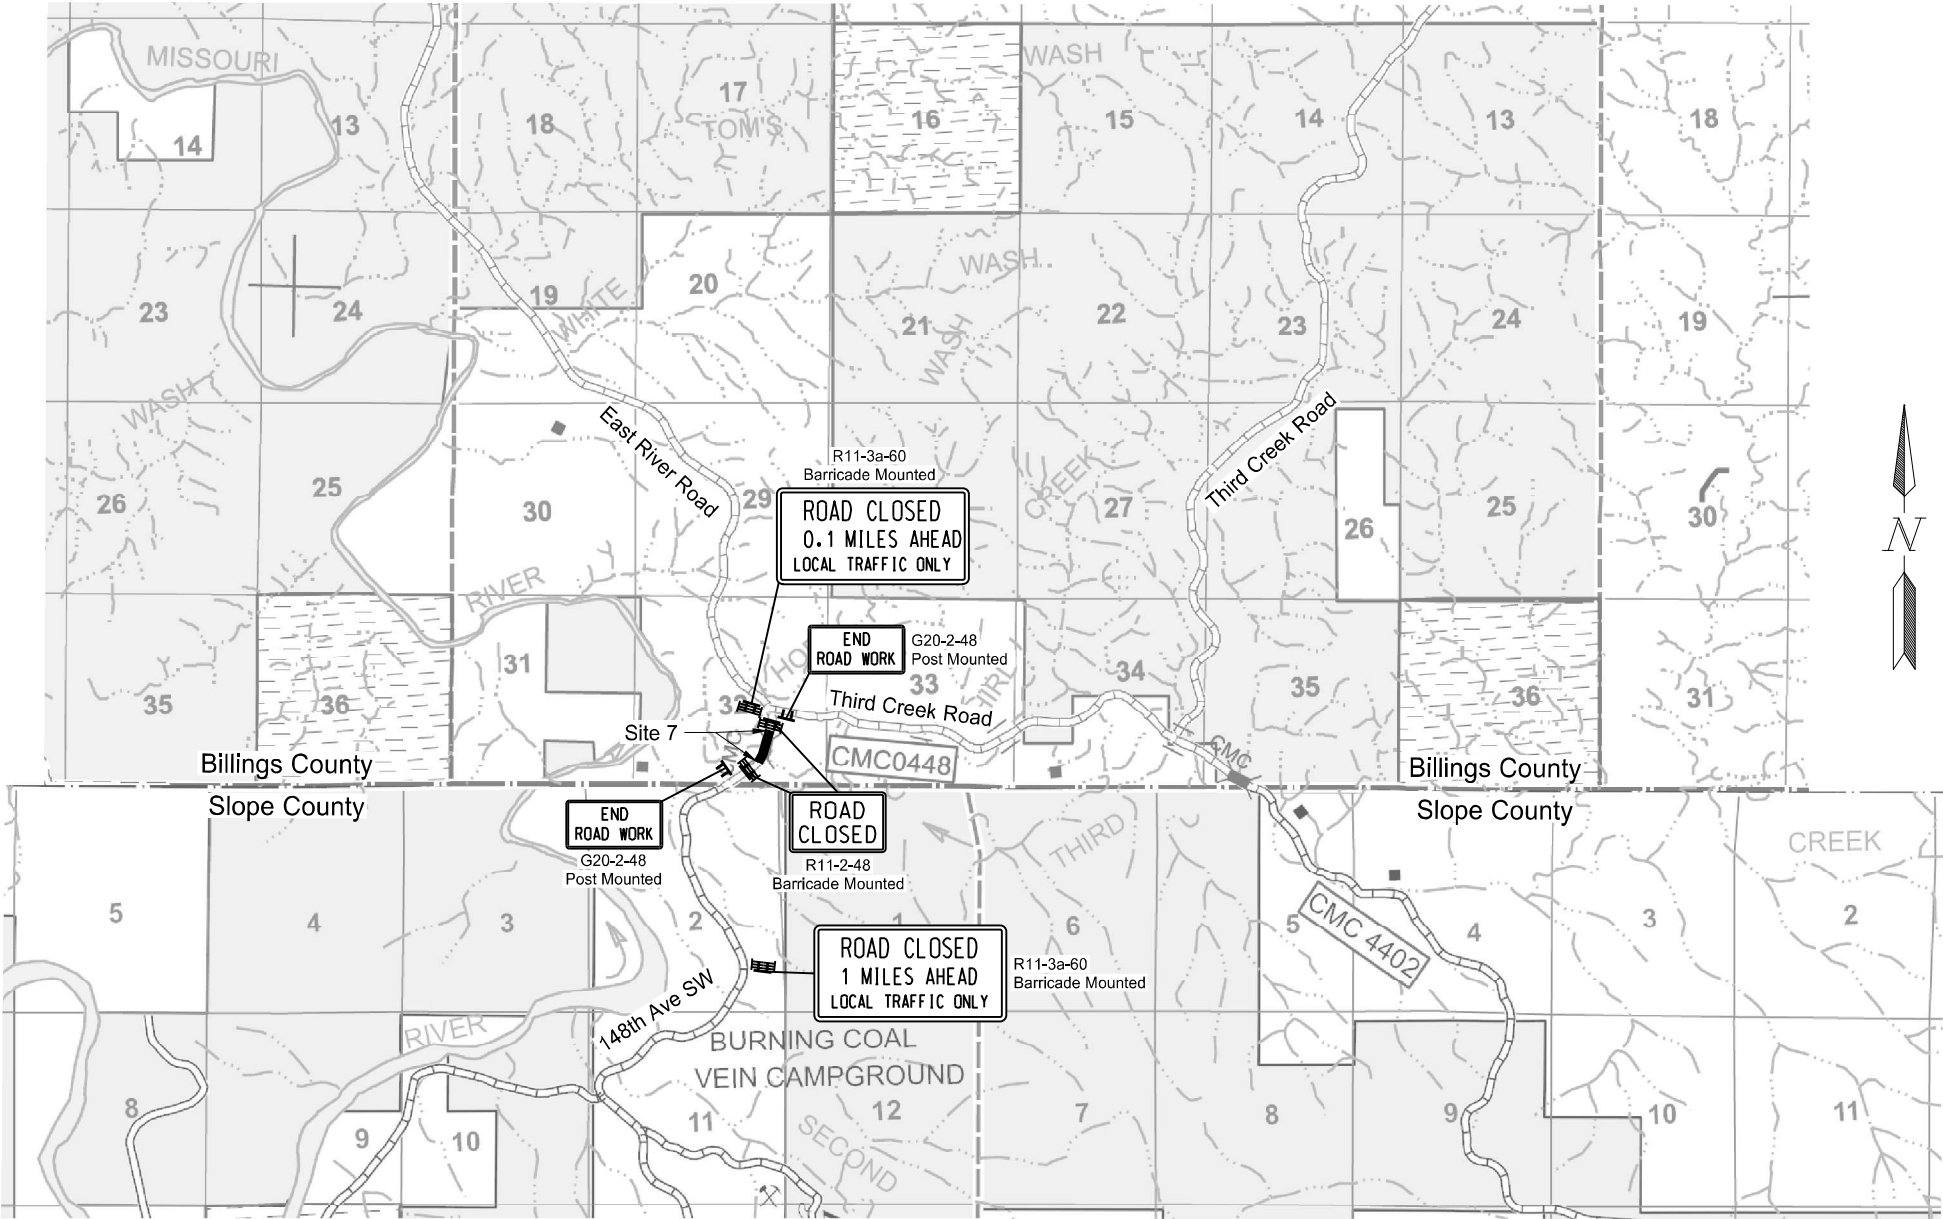 MISSOURI
WASH
17
TOM'S
14
13
18
16
15
14
13
18
WASH
20
19
WHITE
23
24
21
22
23
24
19
WASH
WASH
East River Road
Third Creek Road
R11-3a-60
Barricade Mounted
ROAD CLOSED
0.1 MILES AHEAD
LOCAL TRAFFIC ONLY
26
25
30
29
CREEK
27
26
25
30
N
RIVER
END
ROAD WORK
G20-2-48
Post Mounted
31
33
34
35
36
31
35
36
Third Creek Road
Site 7
CMC0448
CMC
Billings County
Slope County
Billings County
Slope County
END
ROAD WORK
G20-2-48
Post Mounted
ROAD
CLOSED
R11-2-48
Barricade Mounted
THIRD
CREEK
5
4
3
2
1
6
5
CMC 4402
4
3
2
ROAD CLOSED
1 MILES AHEAD
LOCAL TRAFFIC ONLY
R11-3a-60
Barricade Mounted
148th Ave SW
RIVER
BURNING COAL
VEIN CAMPGROUND
8
9
10
11
12
7
8
9
10
11
SECOND